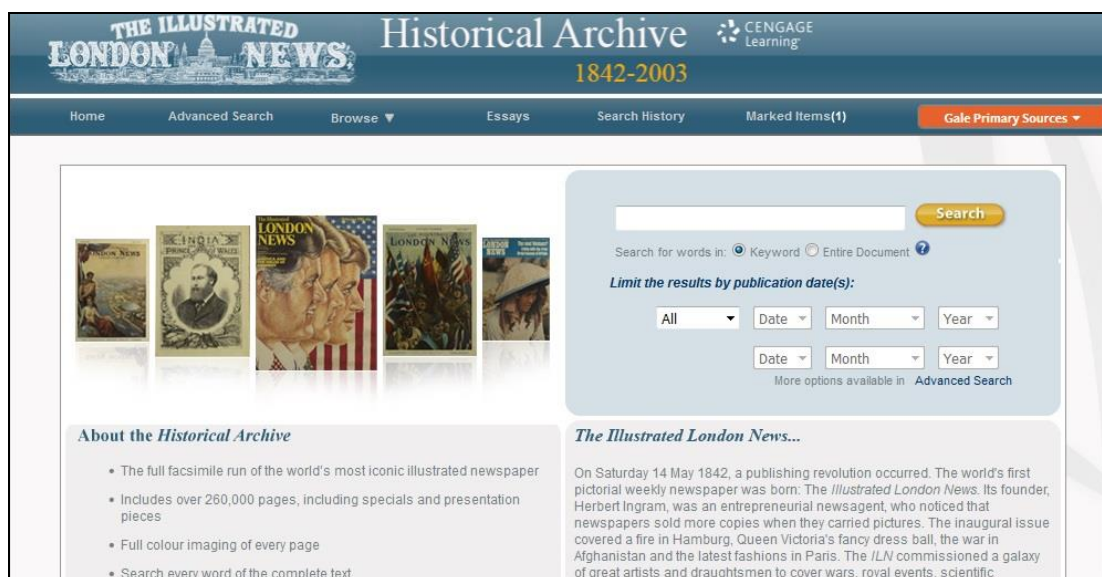 THE ILLUSTRATED
LONDON NEWS
Historical Archive
1842-2003
CENGAGE
Learning
Home Advanced Search Browse ▼ Essays Search History Marked Items(1) Gale Primary Sources
Search
Search for words in: Keyword Entire Document ?
Limit the results by publication date(s):
All Date Month Year
Date Month Year
More options available in Advanced Search
LONDON NEWS
INDIA
PRINCE OF WALES
The Illustrated
LONDON
NEWS
LONDON NEWS
LONDON
NEWS
About the Historical Archive
• The full facsimile run of the world's most iconic illustrated newspaper
• Includes over 260,000 pages, including specials and presentation
pieces
• Full colour imaging of every page
• Search every word of the complete text
The Illustrated London News...
On Saturday 14 May 1842, a publishing revolution occurred. The world's first
pictorial weekly newspaper was born: The Illustrated London News. Its founder,
Herbert Ingram, was an entrepreneurial newsagent, who noticed that
newspapers sold more copies when they carried pictures. The inaugural issue
covered a fire in Hamburg, Queen Victoria's fancy dress ball, the war in
Afghanistan and the latest fashions in Paris. The ILN commissioned a galaxy
of great artists and draughtsmen to cover wars, royal events, scientific